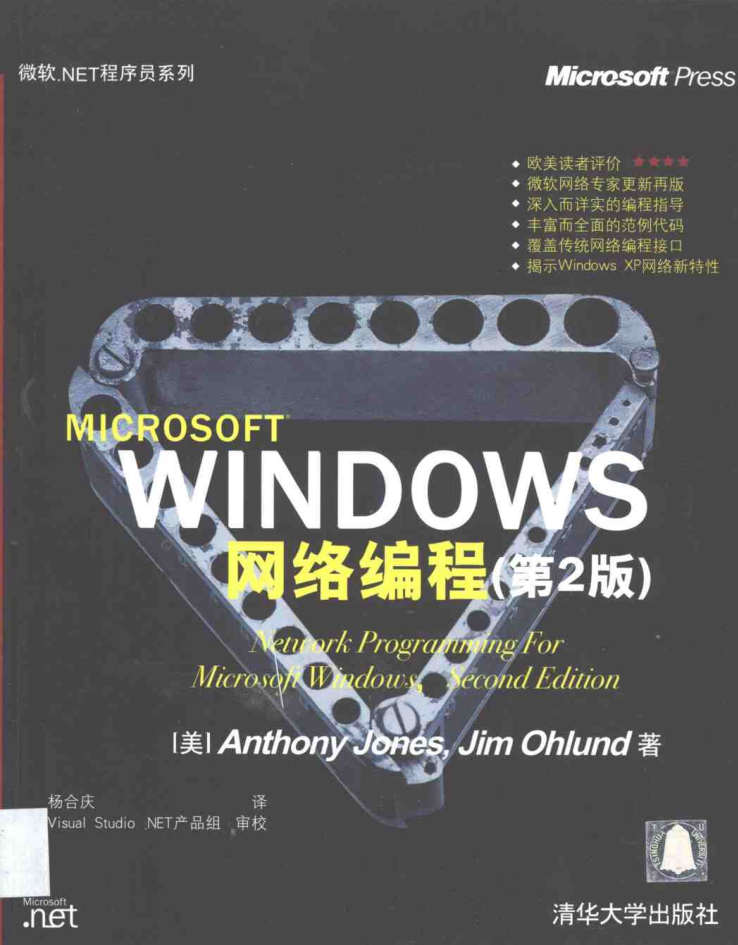 微软.NET程序员系列
Microsoft Press
◆ 欧美读者评价 ★★★★
◆ 微软网络专家更新再版
◆ 深入而详实的编程指导
◆ 丰富而全面的范例代码
◆ 覆盖传统网络编程接口
◆ 揭示Windows XP网络新特性
MICROSOFT®
WINDOWS
网络编程(第2版)
Network Programming For
Microsoft Windows, Second Edition
[美] Anthony Jones, Jim Ohlund 著
杨合庆 译
Visual Studio .NET产品组 审校
TSINGHUA UNIVERSITY
T U
Microsoft
.net
清华大学出版社